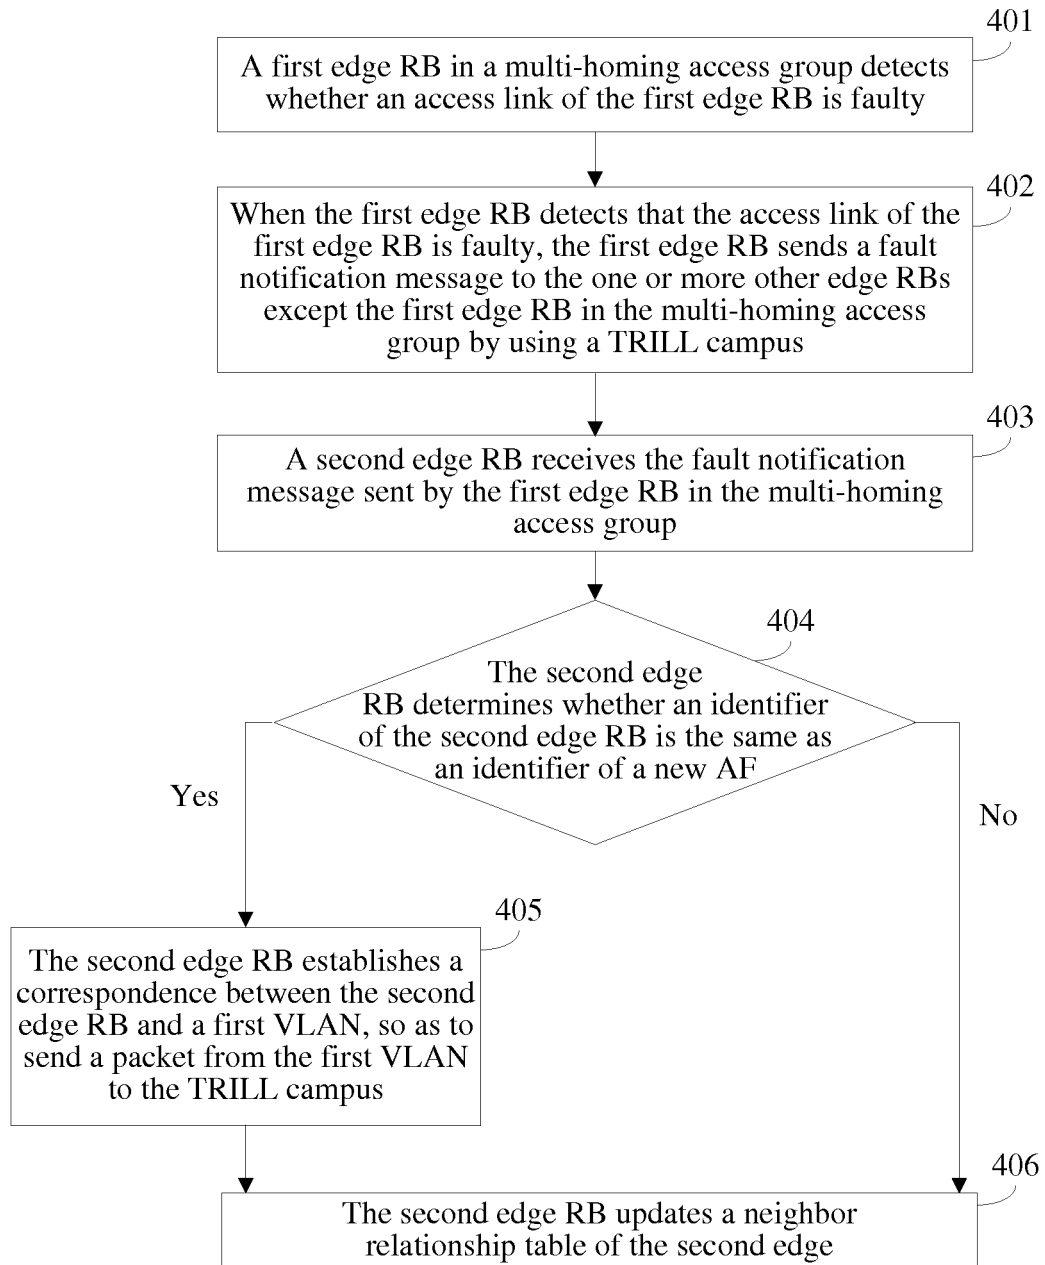 401
A first edge RB in a multi-homing access group detects
whether an access link of the first edge RB is faulty
402
When the first edge RB detects that the access link of the
first edge RB is faulty, the first edge RB sends a fault
notification message to the one or more other edge RBs
except the first edge RB in the multi-homing access
group by using a TRILL campus
403
A second edge RB receives the fault notification
message sent by the first edge RB in the multi-homing
access group
404
The second edge
RB determines whether an identifier
of the second edge RB is the same as
an identifier of a new AF
Yes
No
405
The second edge RB establishes a
correspondence between the second
edge RB and a first VLAN, so as to
send a packet from the first VLAN
to the TRILL campus
406
The second edge RB updates a neighbor
relationship table of the second edge